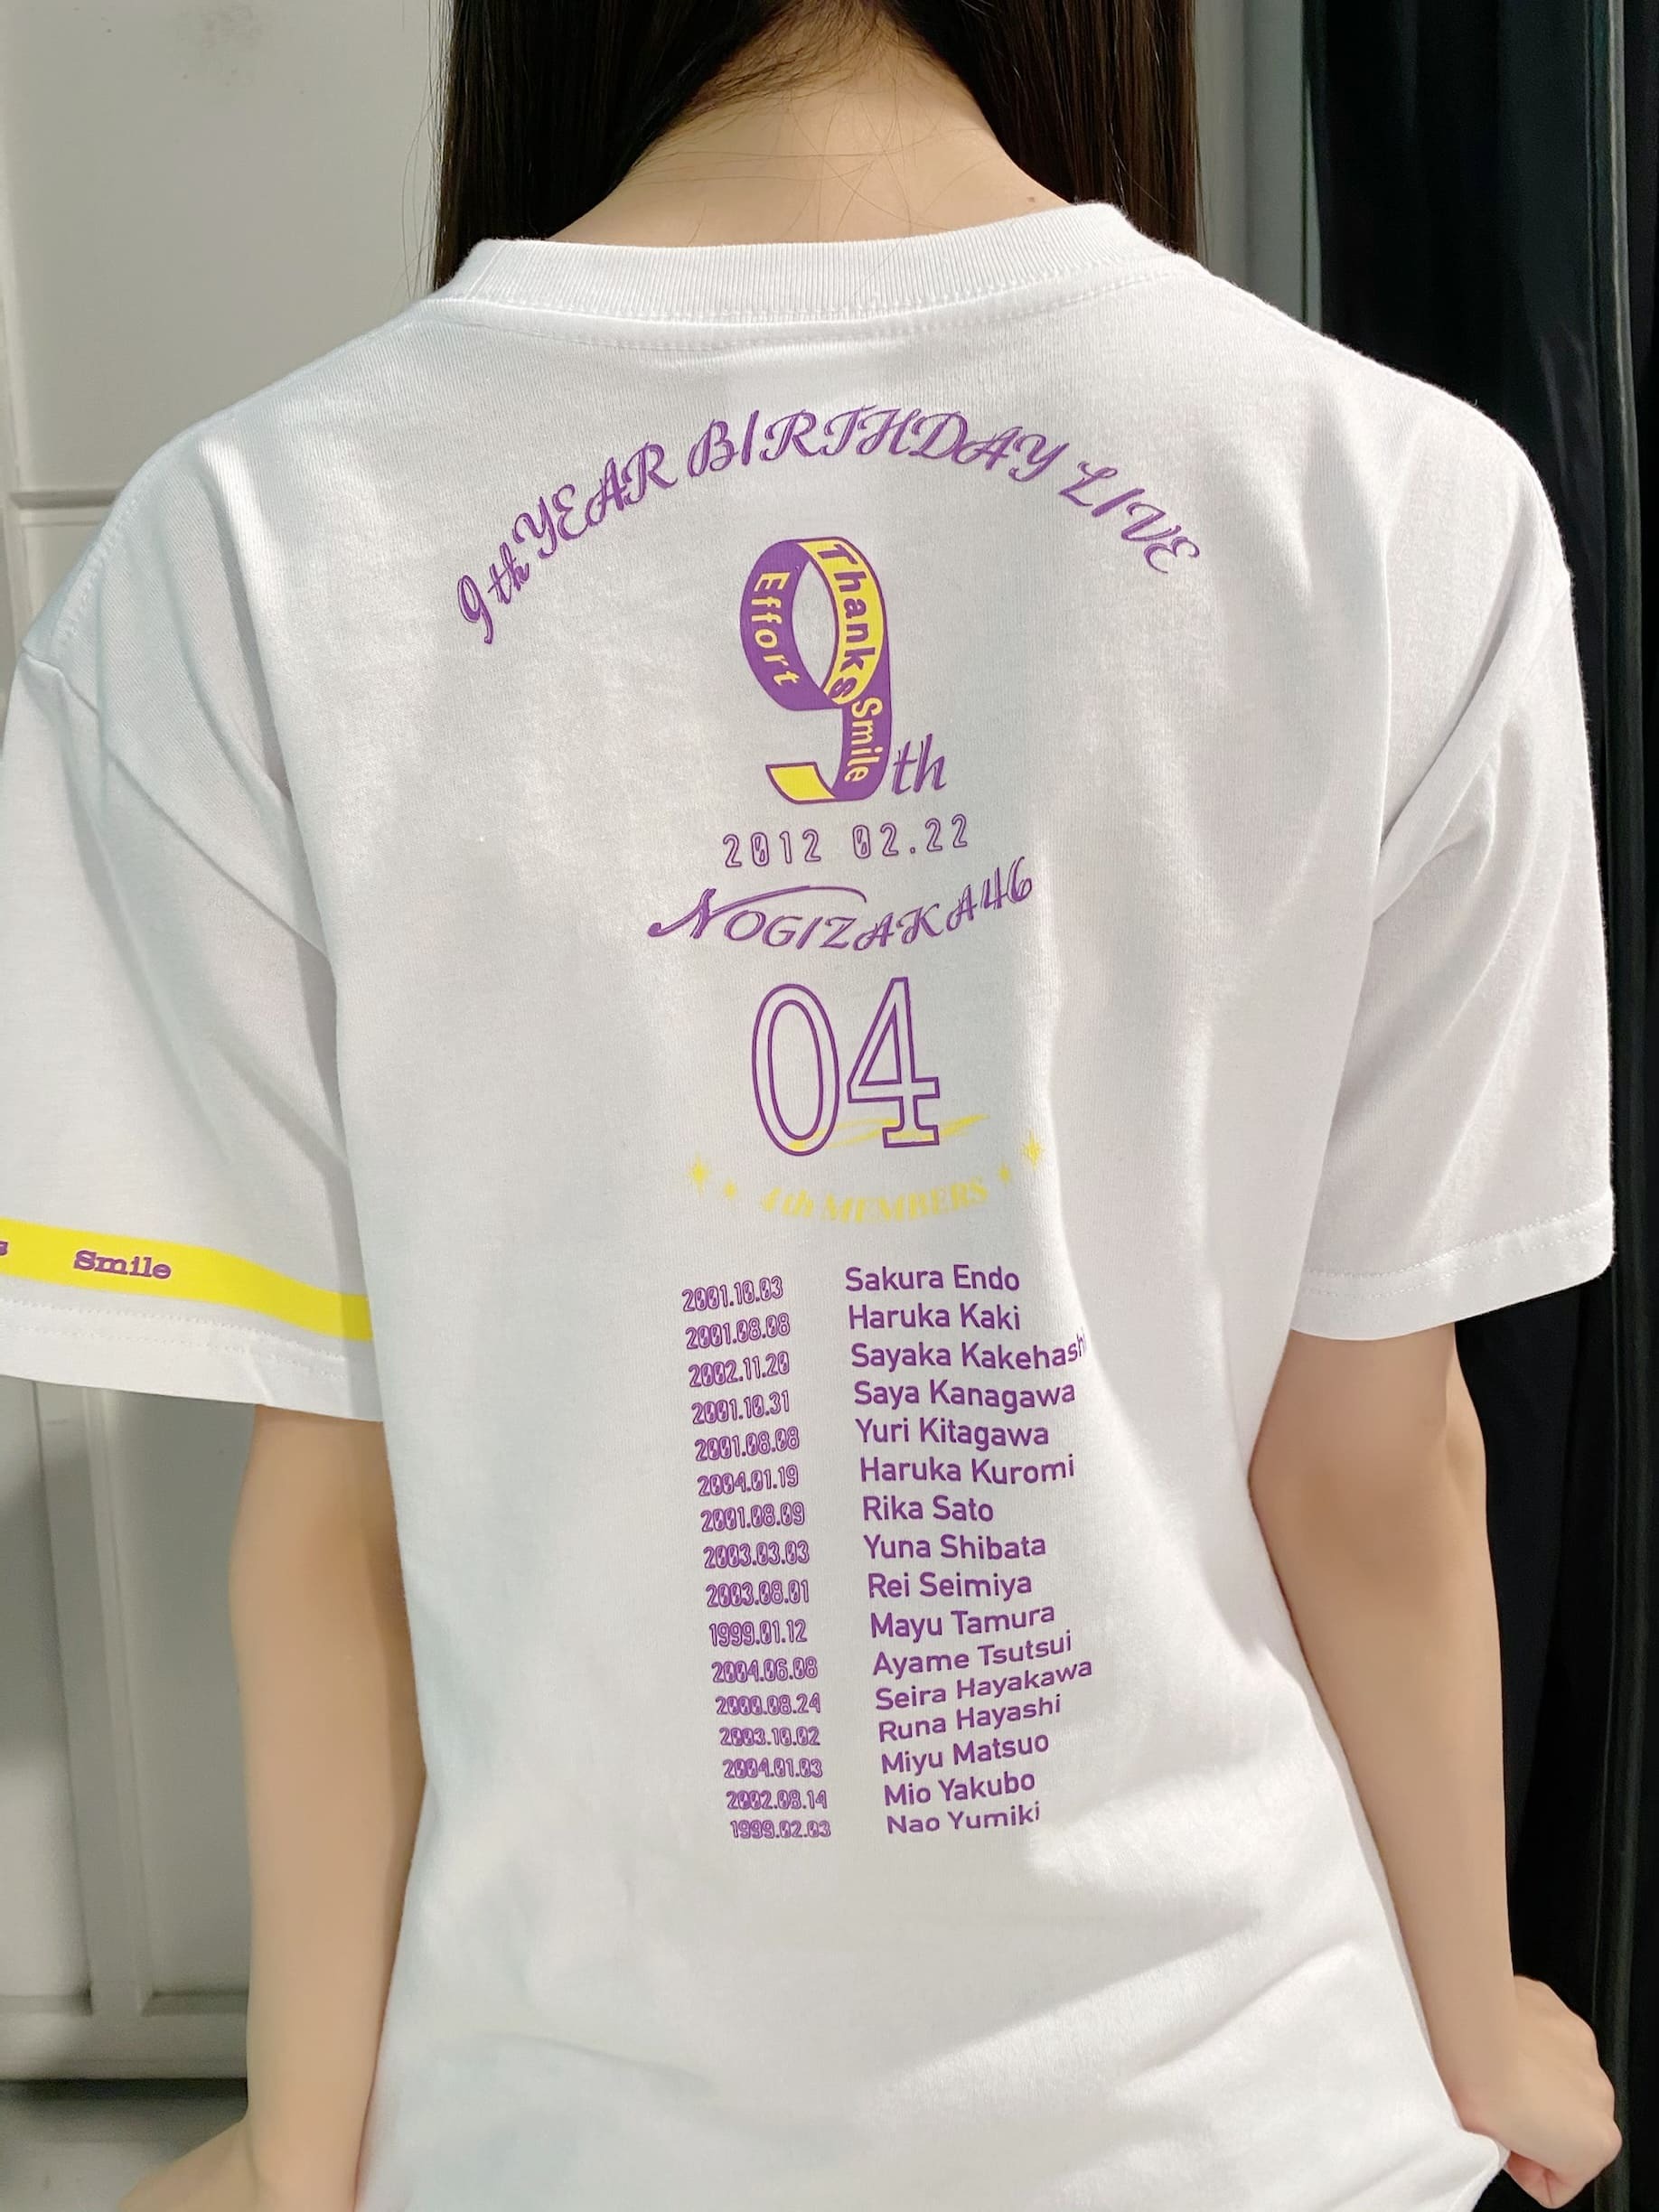 9th YEAR BIRTHDAY LIVE
Effort
Thanks
Smile
th
2012 02.22
NOGIZAKA46
04
4th MEMBERS
Smile
2001.10.03 Sakura Endo
2001.08.08 Haruka Kaki
2002.11.20 Sayaka Kakehashi
2001.10.31 Saya Kanagawa
2001.08.08 Yuri Kitagawa
2004.01.19 Haruka Kuromi
2001.08.09 Rika Sato
2003.03.03 Yuna Shibata
2003.08.01 Rei Seimiya
1999.01.12 Mayu Tamura
2004.06.08 Ayame Tsutsui
2000.08.24 Seira Hayakawa
2003.10.02 Runa Hayashi
2004.01.03 Miyu Matsuo
2002.08.14 Mio Yakubo
1999.02.03 Nao Yumiki